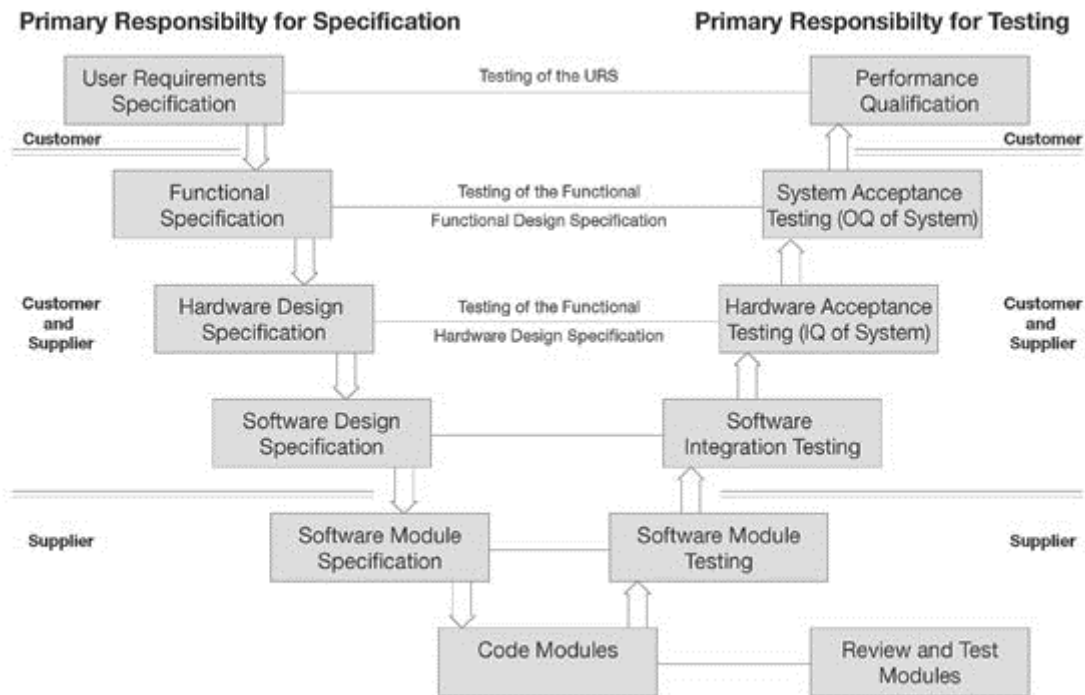 Primary Responsibilty for Specification
Primary Responsibilty for Testing
User Requirements
Specification
Testing of the URS
Performance
Qualification
Customer
Customer
Functional
Specification
Testing of the Functional
Functional Design Specification
System Acceptance
Testing (OQ of System)
Customer
and
Supplier
Hardware Design
Specification
Testing of the Functional
Hardware Design Specification
Hardware Acceptance
Testing (IQ of System)
Customer
and
Supplier
Software Design
Specification
Software
Integration Testing
Supplier
Software Module
Specification
Software Module
Testing
Supplier
Code Modules
Review and Test
Modules